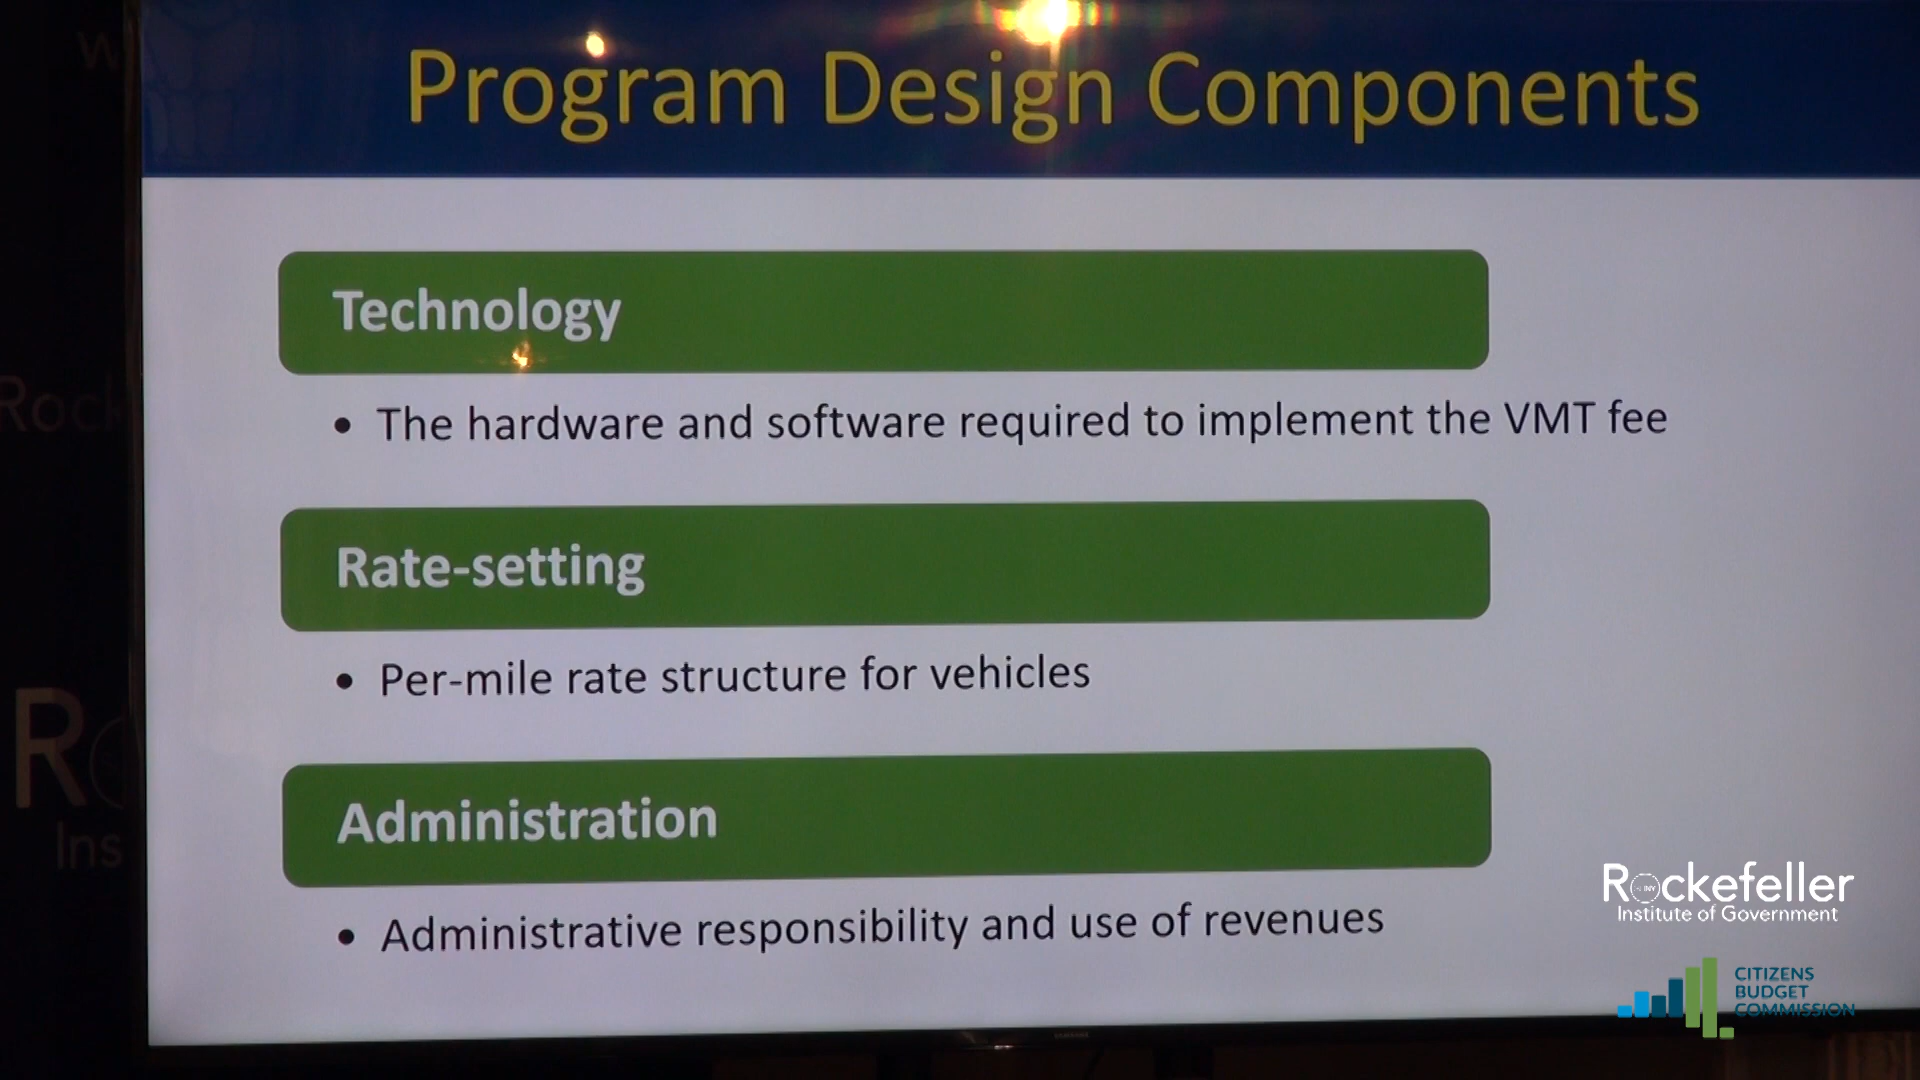 Program Design Components
Technology
• The hardware and software required to implement the VMT fee
Rate-setting
• Per-mile rate structure for vehicles
Administration
• Administrative responsibility and use of revenues
Rockefeller
Institute of Government
CITIZENS
BUDGET
COMMISSION